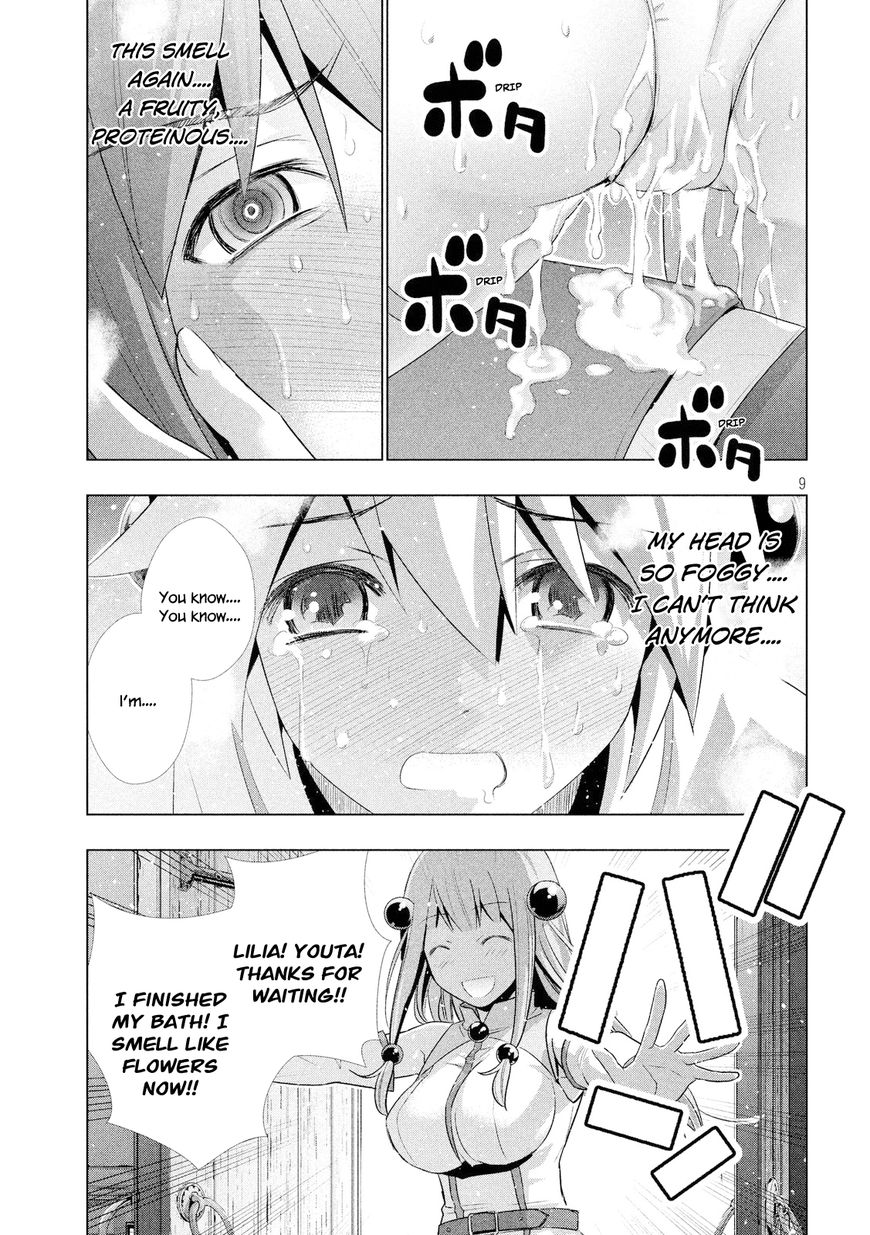 ボタ
DRIP
ボタ
DRIP
ボタ
DRIP
THIS SMELL
AGAIN....
A FRUITY,
PROTEINOUS....
9
MY HEAD IS
SO FOGGY....
I CAN'T THINK
ANYMORE....
You know....
You know....
I'm....
LILIA! YOUTA!
THANKS FOR
WAITING!!
I FINISHED
MY BATH! I
SMELL LIKE
FLOWERS
NOW!!